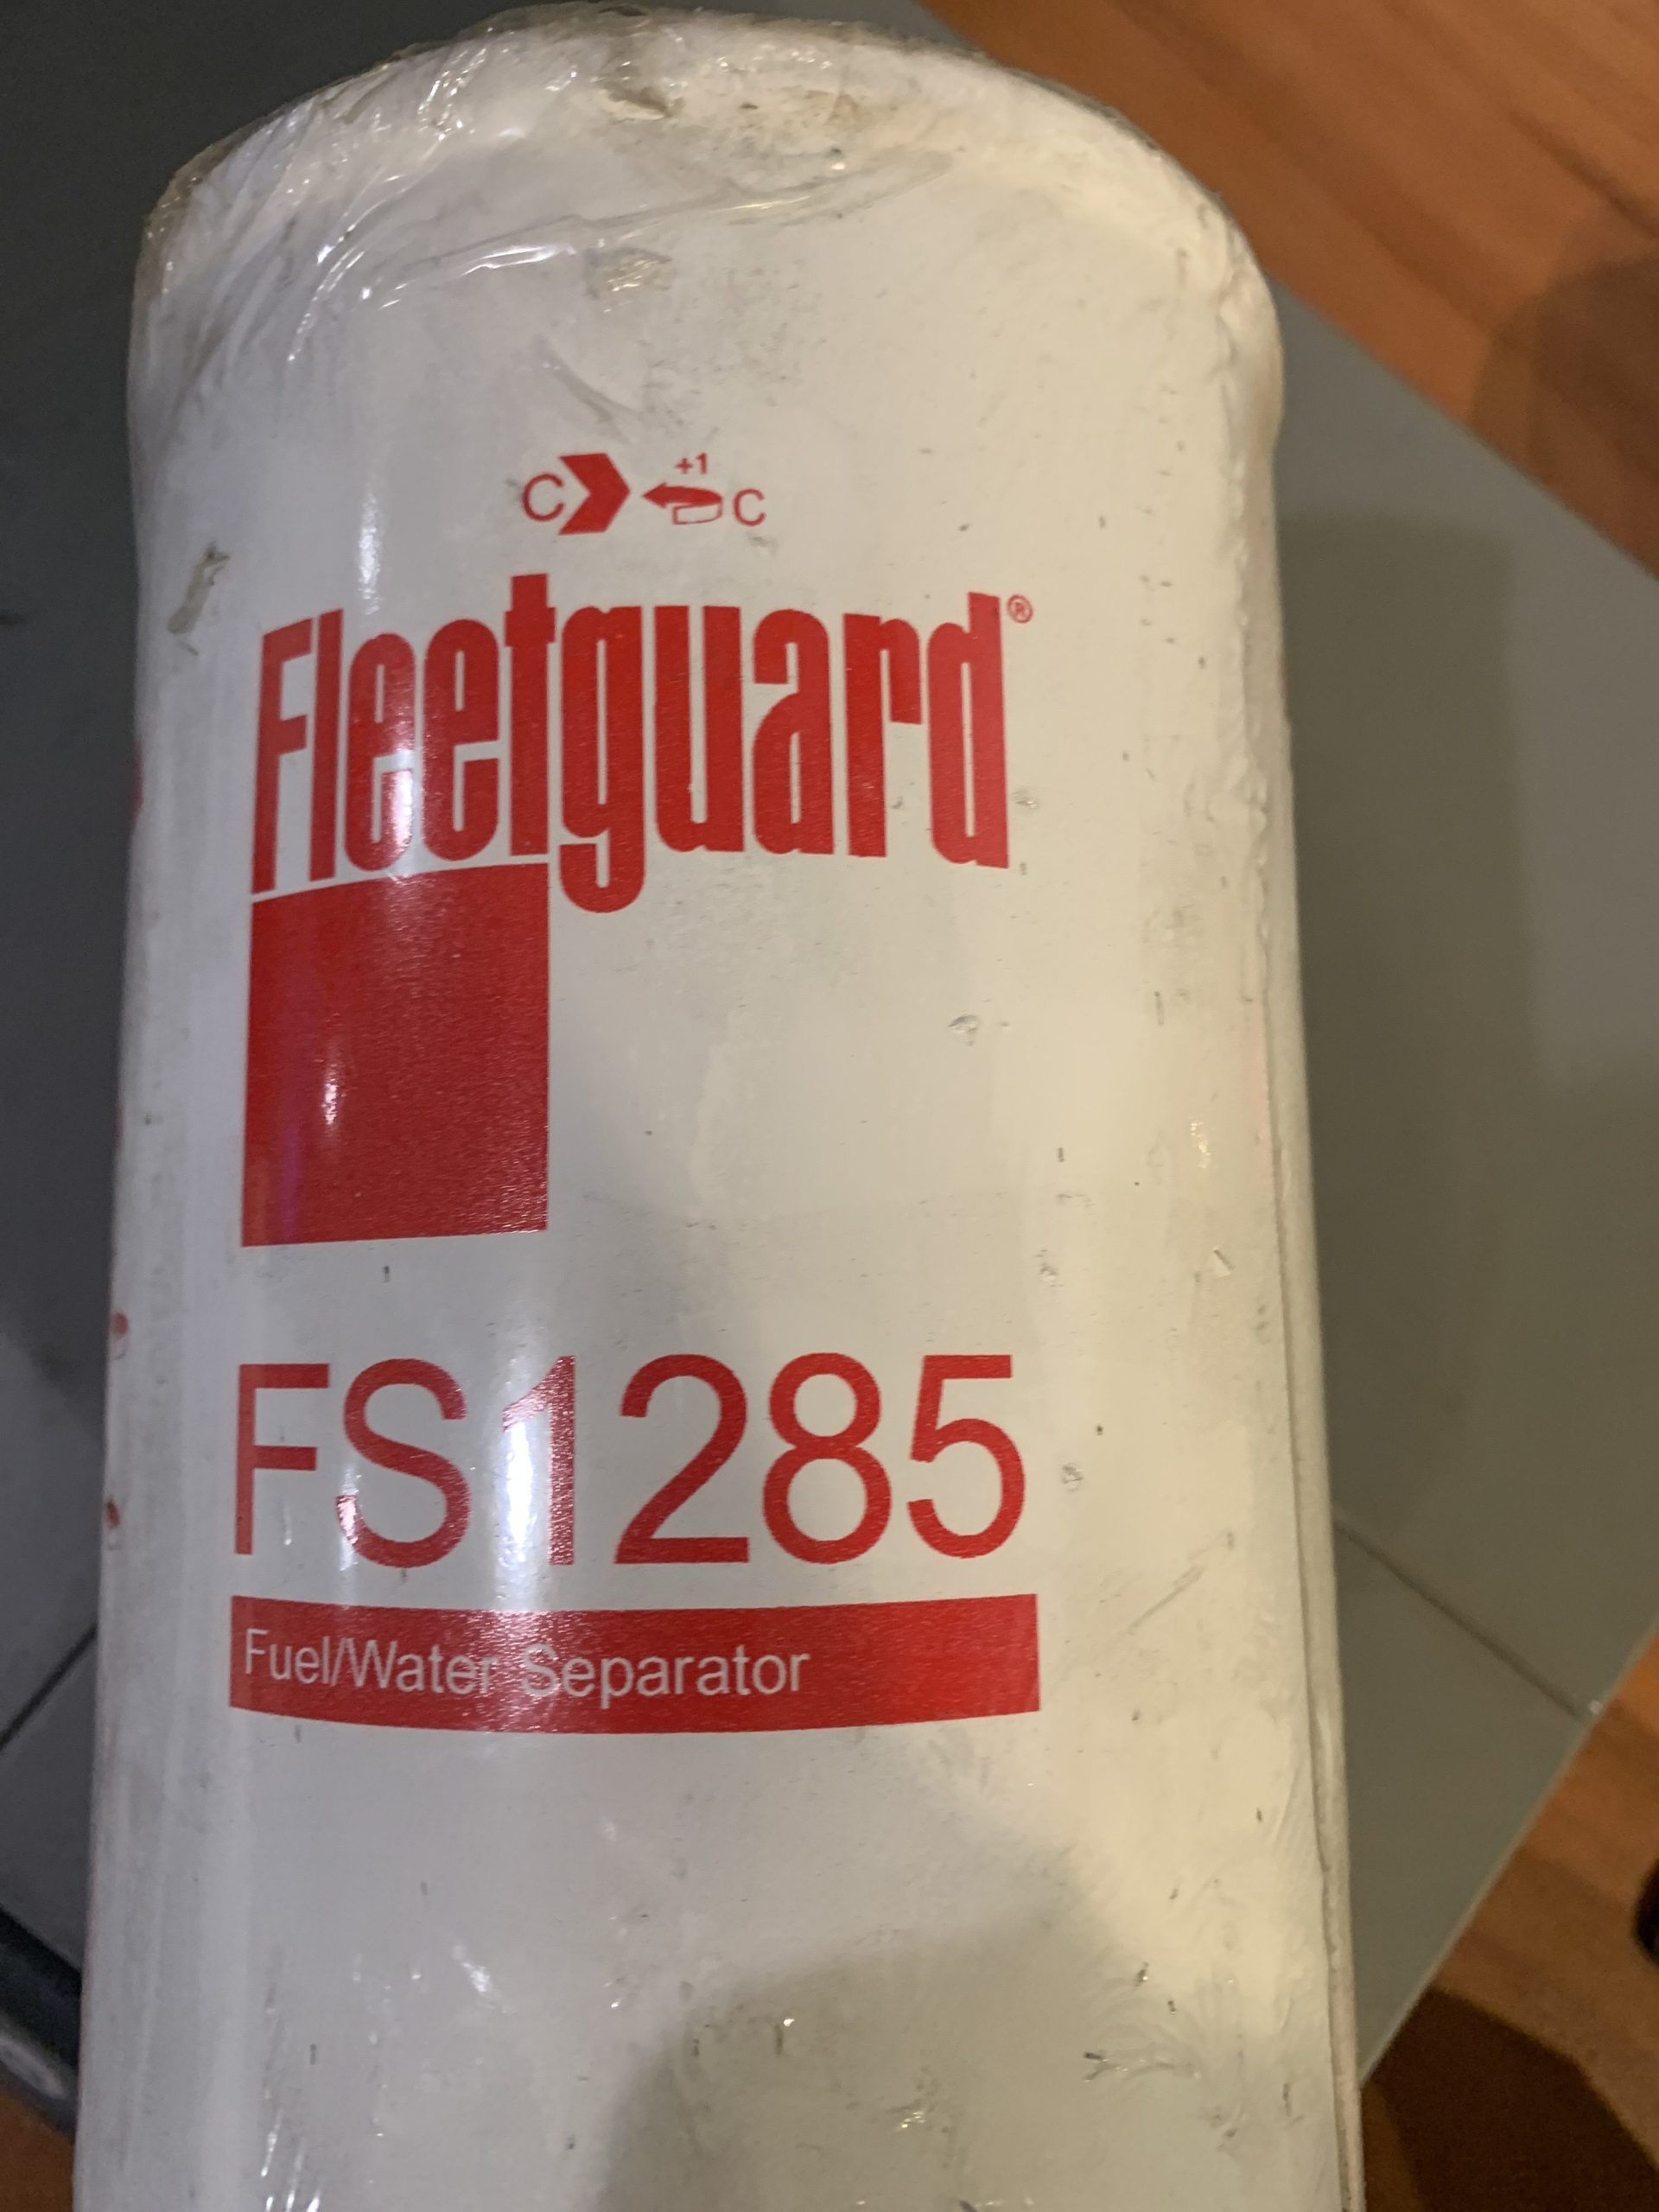 C +1 C
Fleetguard®
FS1285
Fuel/Water Separator